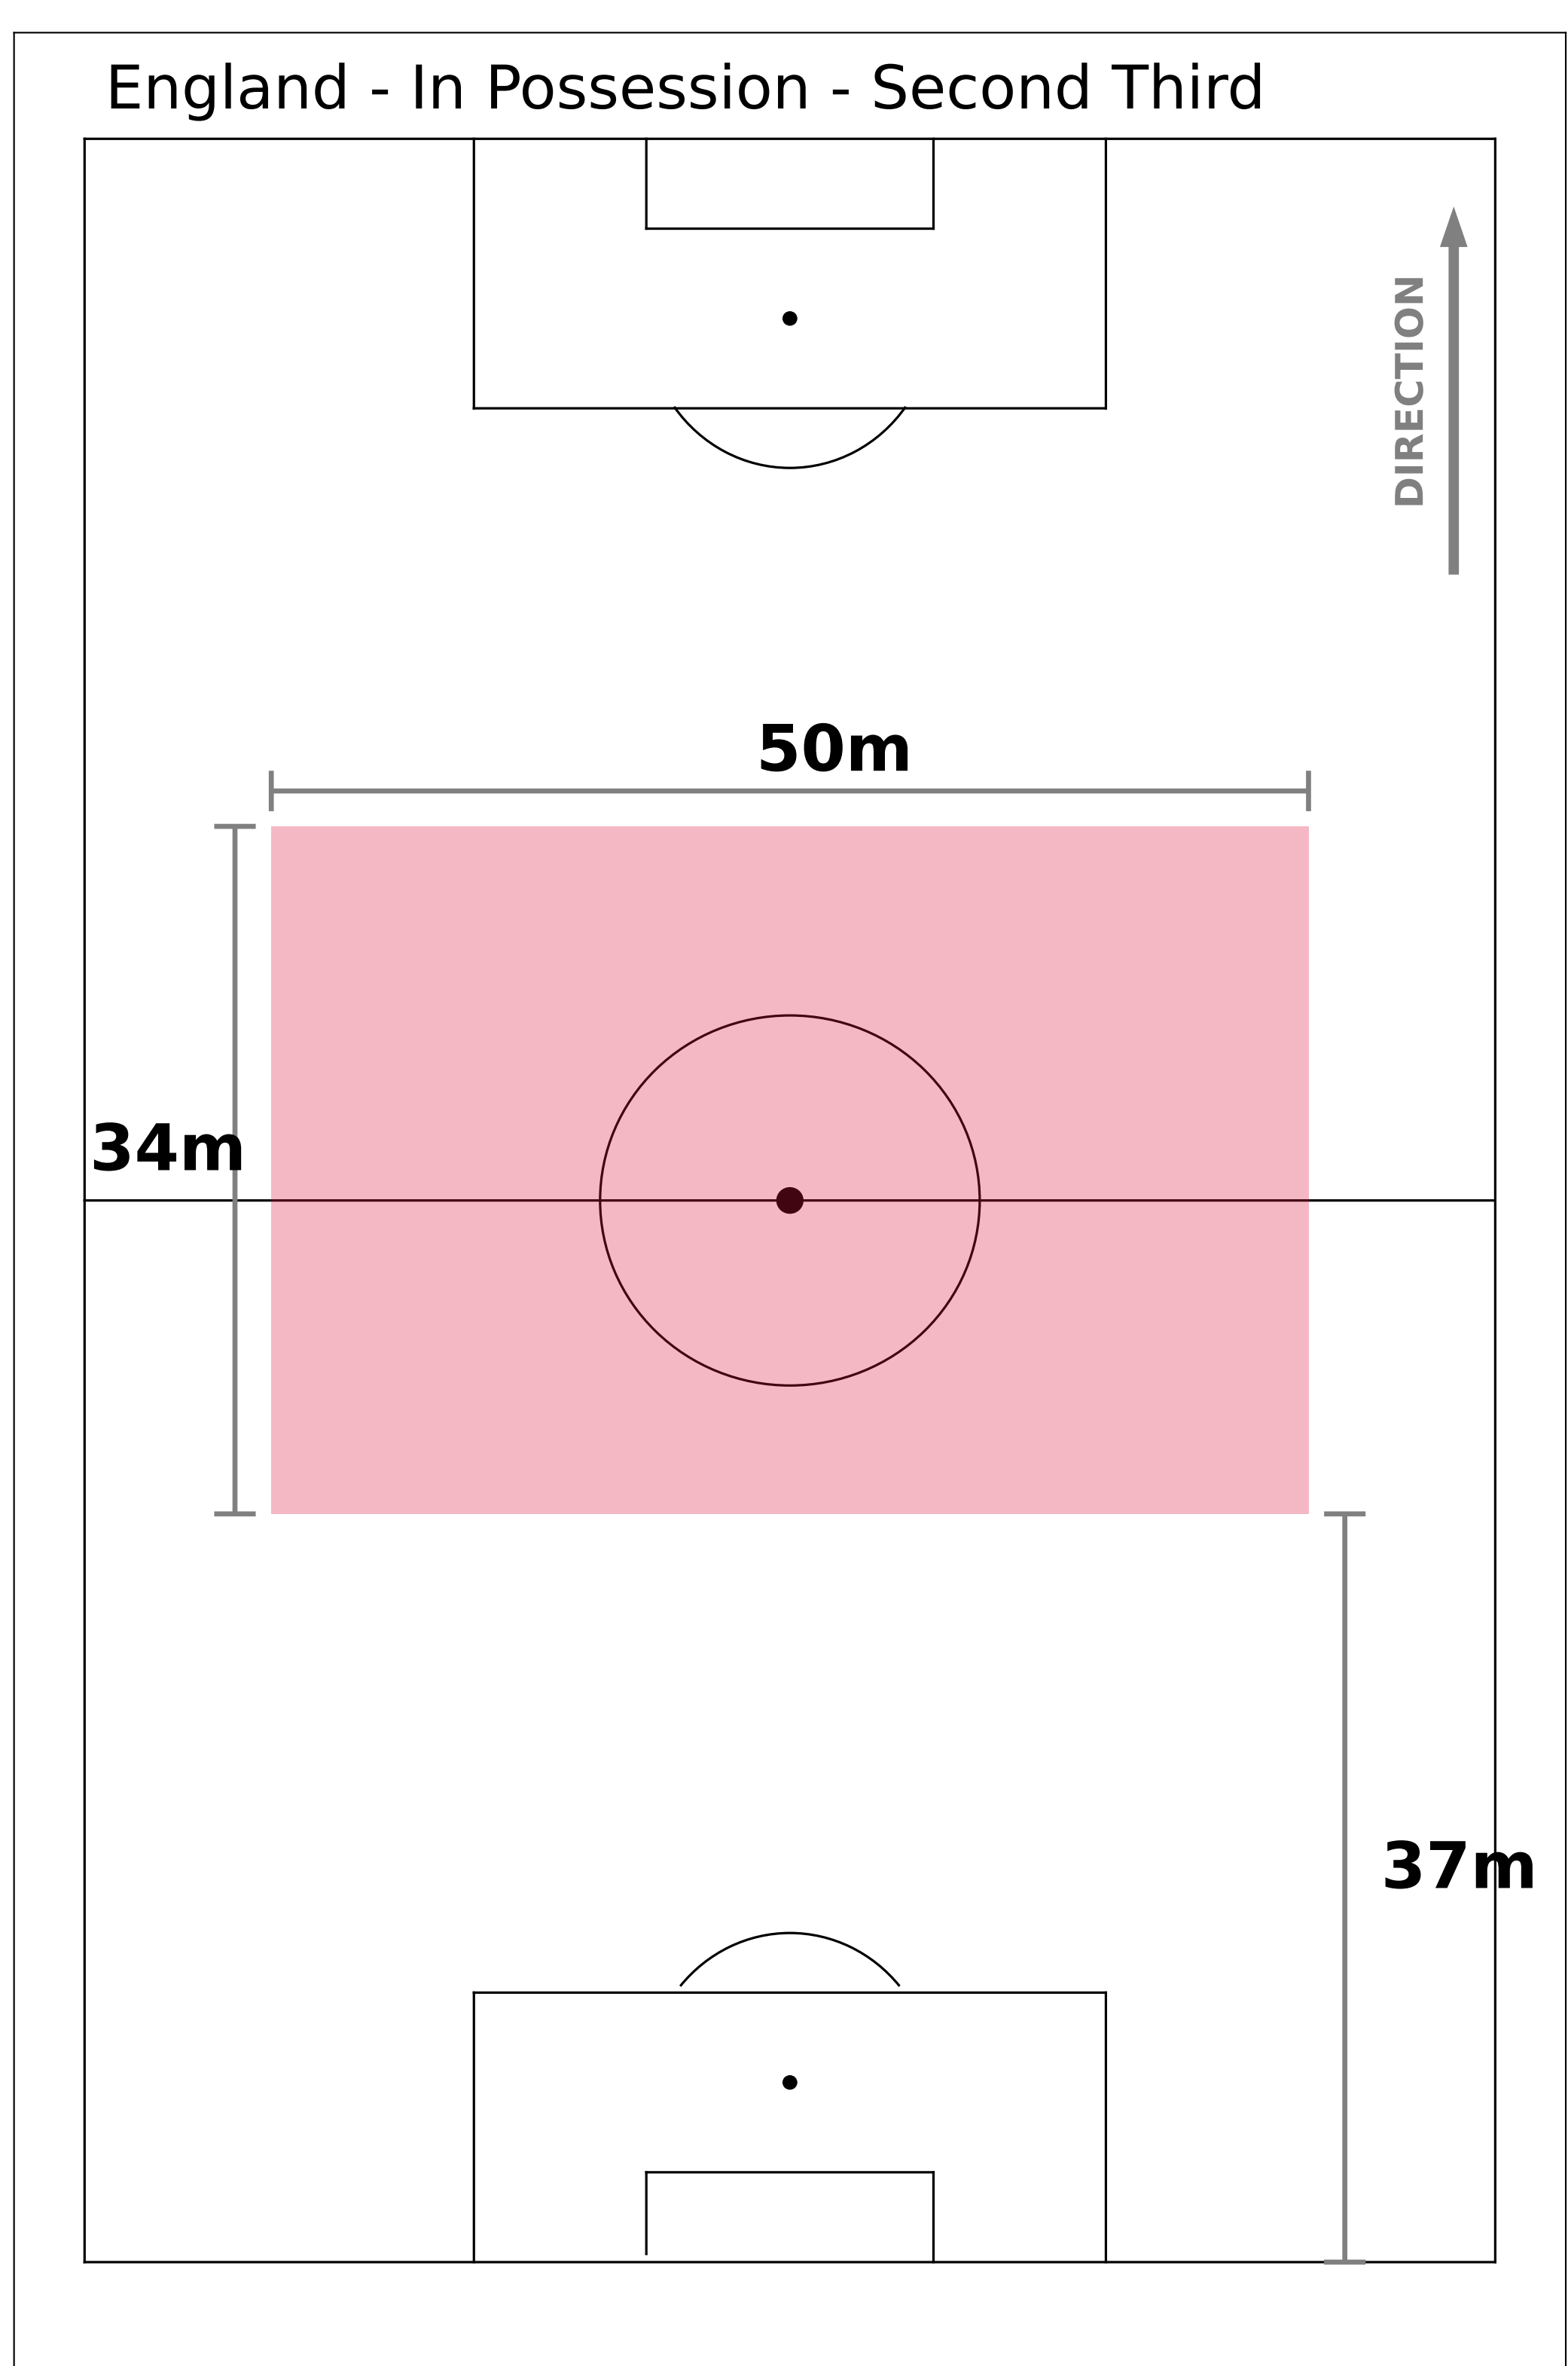 England - In Possession - Second Third
DIRECTION
50m
34m
37m